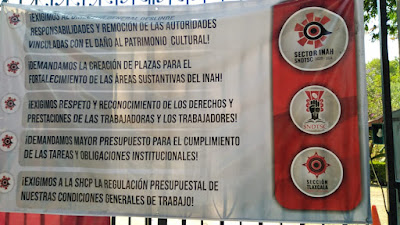 ¡EXIGIMOS
DESLINDE
RESPONSABILIDADES Y REMOCIÓN DE LAS AUTORIDADES
VINCULADAS CON EL DAÑO AL PATRIMONIO CULTURAL!
DEMANDAMOS LA CREACIÓN DE PLAZAS PARA EL
FORTALECIMIENTO DE LAS ÁREAS SUSTANTIVAS DEL INAH!
¡EXIGIMOS RESPETO Y RECONOCIMIENTO DE LOS DERECHOS Y
PRESTACIONES DE LAS TRABAJADORAS Y LOS TRABAJADORES!
¡DEMANDAMOS MAYOR PRESUPUESTO PARA EL CUMPLIMIENTO
DE LAS TAREAS Y OBLIGACIONES INSTITUCIONALES!
¡EXIGIMOS A LA SHCP LA REGULACIÓN PRESUPUESTAL DE
NUESTRAS CONDICIONES GENERALES DE TRABAJO!
SECTOR INAH
SNDTSC
SNDTSC
SECCIÓN
TLAXCALA